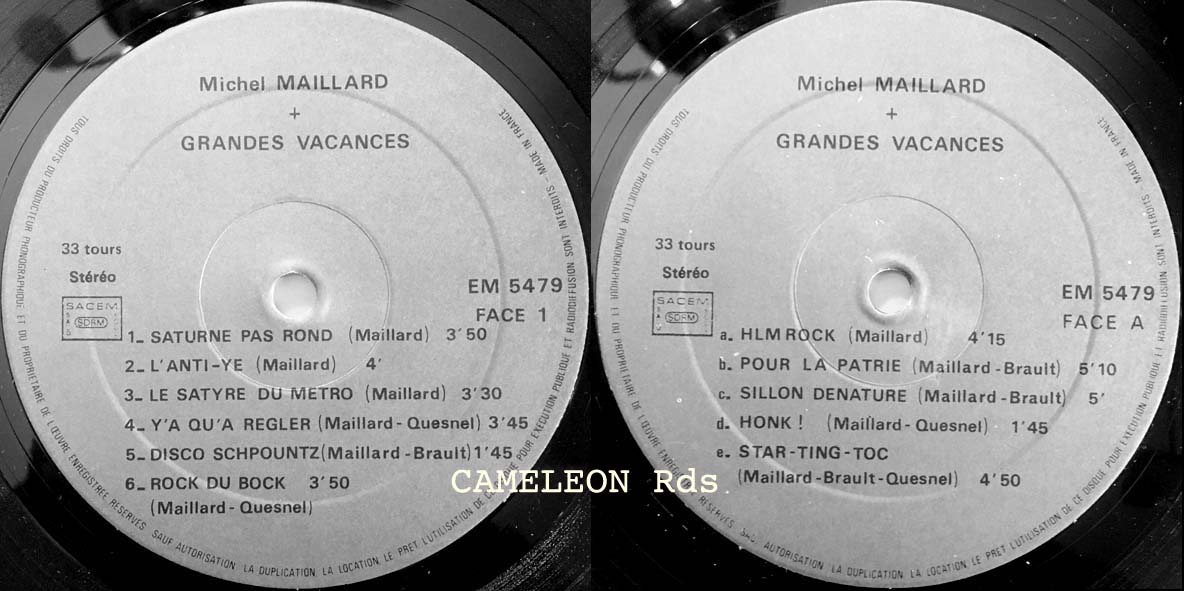 Michel MAILLARD
+
GRANDES VACANCES
33 tours
Stéréo
SACEM
SDRM
EM 5479
FACE 1
1_ SATURNE PAS ROND (Maillard) 3'50
2_ L'ANTI-YE (Maillard) 4'
3_ LE SATYRE DU METRO (Maillard) 3'30
4_ Y'A QU'A REGLER (Maillard - Quesnel) 3'45
5_ DISCO SCHPOUNTZ (Maillard-Brault) 1'45
6_ ROCK DU BOCK 3'50
(Maillard - Quesnel)
TOUS DROITS DU PRODUCTEUR PHONOGRAPHIQUE ET DU PROPRIETAIRE DE L'ŒUVRE ENREGISTREE RESERVES SAUF AUTORISATION LA DUPLICATION LA LOCATION LE PRET L'UTILISATION DE POUR EXECUTION PUBLIQUE ET RADIODIFFUSION SONT INTERDITS - MADE IN FRANCE
Michel MAILLARD
+
GRANDES VACANCES
33 tours
Stéréo
SACEM
SDRM
EM 5479
FACE A
a_ HLM ROCK (Maillard) 4'15
b_ POUR LA PATRIE (Maillard - Brault) 5'10
c_ SILLON DENATURE (Maillard - Brault) 5'
d_ HONK ! (Maillard - Quesnel) 1'45
e_ STAR-TING-TOC
(Maillard-Brault-Quesnel) 4'50
TOUS DROITS DU PRODUCTEUR PHONOGRAPHIQUE ET DU PROPRIETAIRE DE L'ŒUVRE ENREGISTREE RESERVES SAUF AUTORISATION LA DUPLICATION LA LOCATION LE PRET L'UTILISATION DE CE DISQUE POUR L'EXECUTION PUBLIQUE ET RADIODIFFUSION SONT INTERDITS - MADE IN FRANCE
CAMELEON Rds